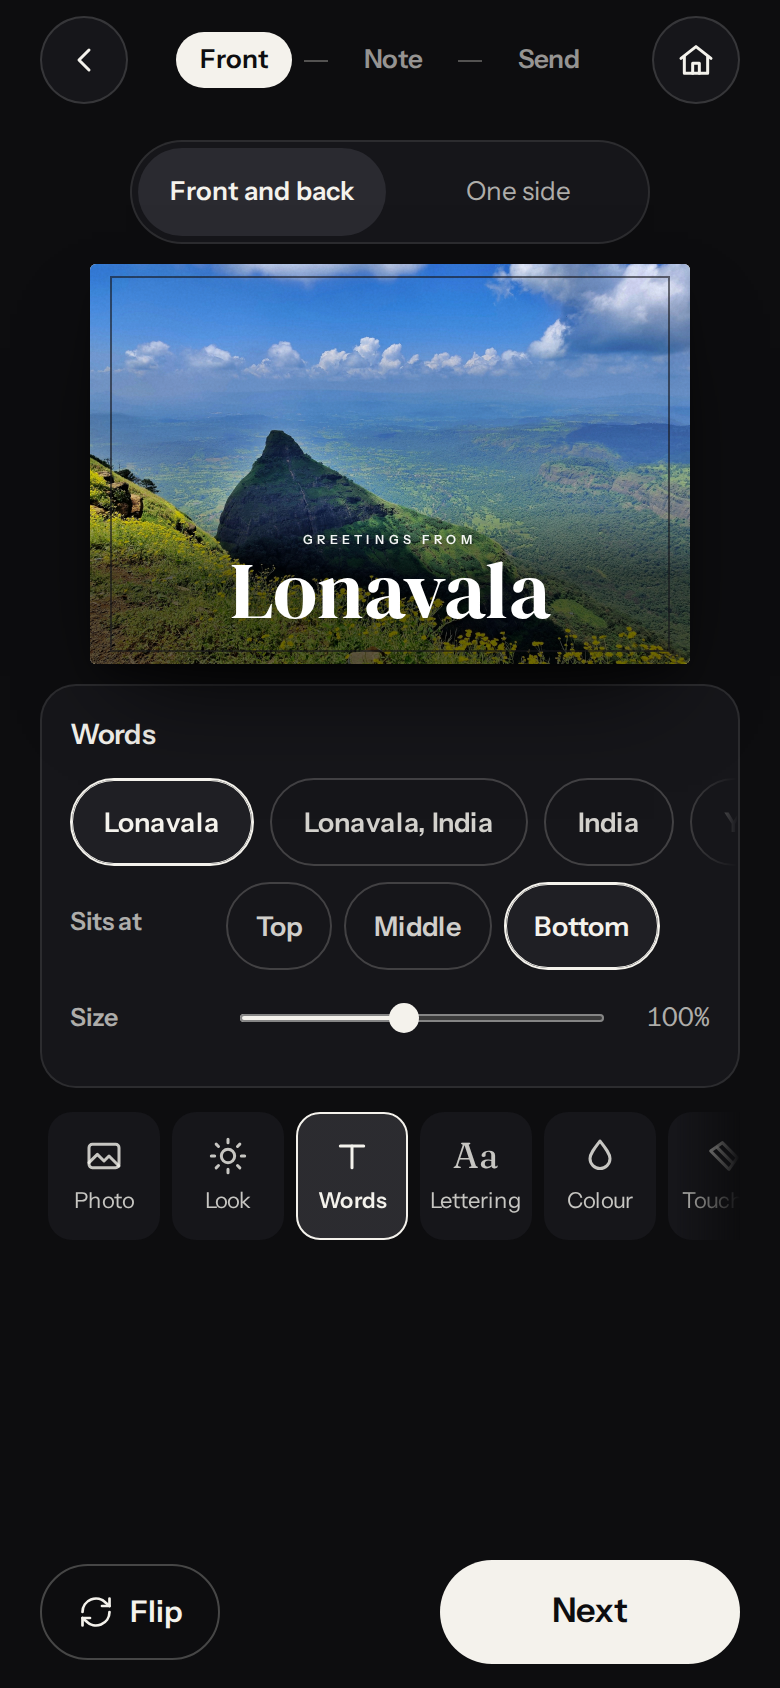 Front — Note — Send
Front and back One side
GREETINGS FROM
Lonavala
Words
Lonavala Lonavala, India India Y
Sits at Top Middle Bottom
Size 100%
Aa
Photo Look Words Lettering Colour Touch
Flip Next